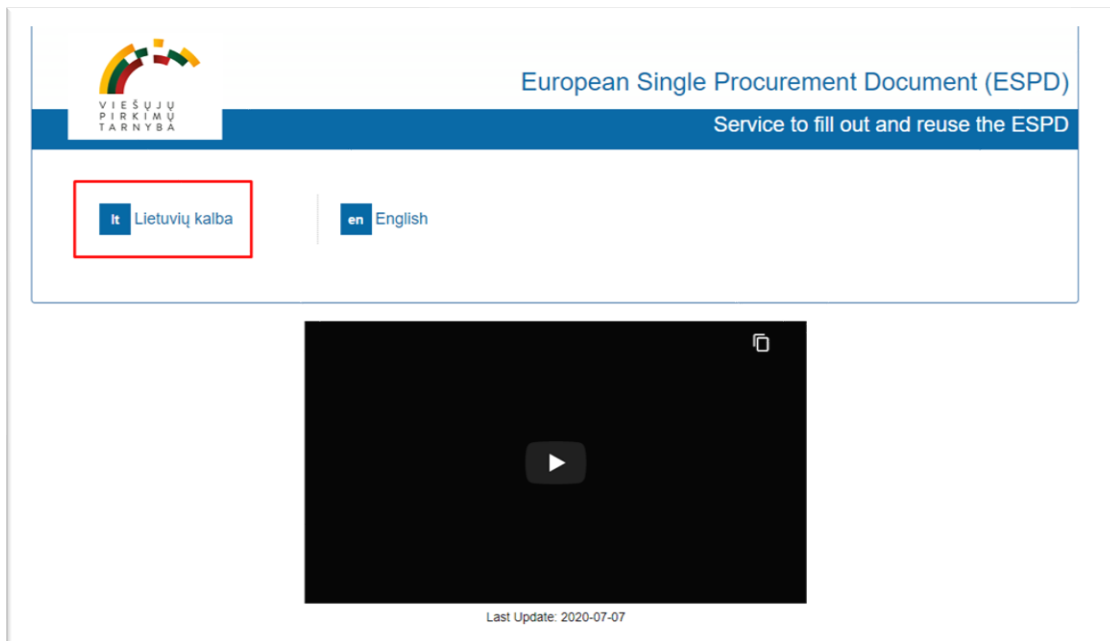 VIEŠŲJŲ
PIRKIMŲ
TARNYBA
European Single Procurement Document (ESPD)
Service to fill out and reuse the ESPD
lt Lietuvių kalba
en English
Last Update: 2020-07-07